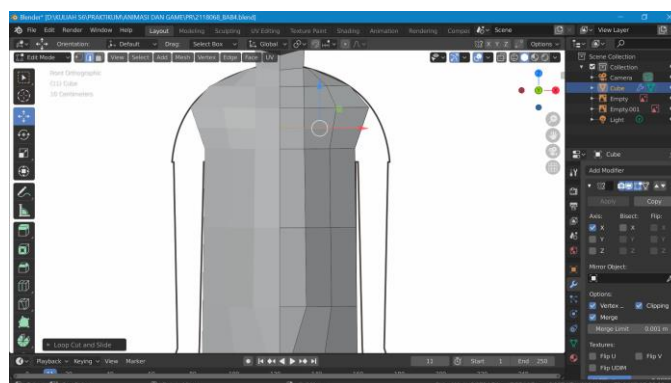 Blender* [D:\KULIAH S6\PRAKTIKUM\ANIMASI DAN GAME\PR\2118068_BAB4.blend]
File Edit Render Window Help Layout Modeling Sculpting UV Editing Texture Paint Shading Animation Rendering Compos Scene View Layer
Orientation: Default Drag: Select Box Global X Y Z Options
Edit Mode View Select Add Mesh Vertex Edge Face UV
Front Orthographic
(11) Cube
10 Centimeters
Scene Collection
Collection
Camera
Cube
Empty
Empty.001
Light
Cube
Add Modifier
Apply Copy
Axis: Bisect: Flip:
X X X
Y Y Y
Z Z Z
Mirror Object:
Options:
Vertex .. Clipping
Merge
Merge Limit 0.001 m
Textures:
Flip U Flip V
Flip UDIM
Loop Cut and Slide
Playback Keying View Marker 11 Start 1 End 250